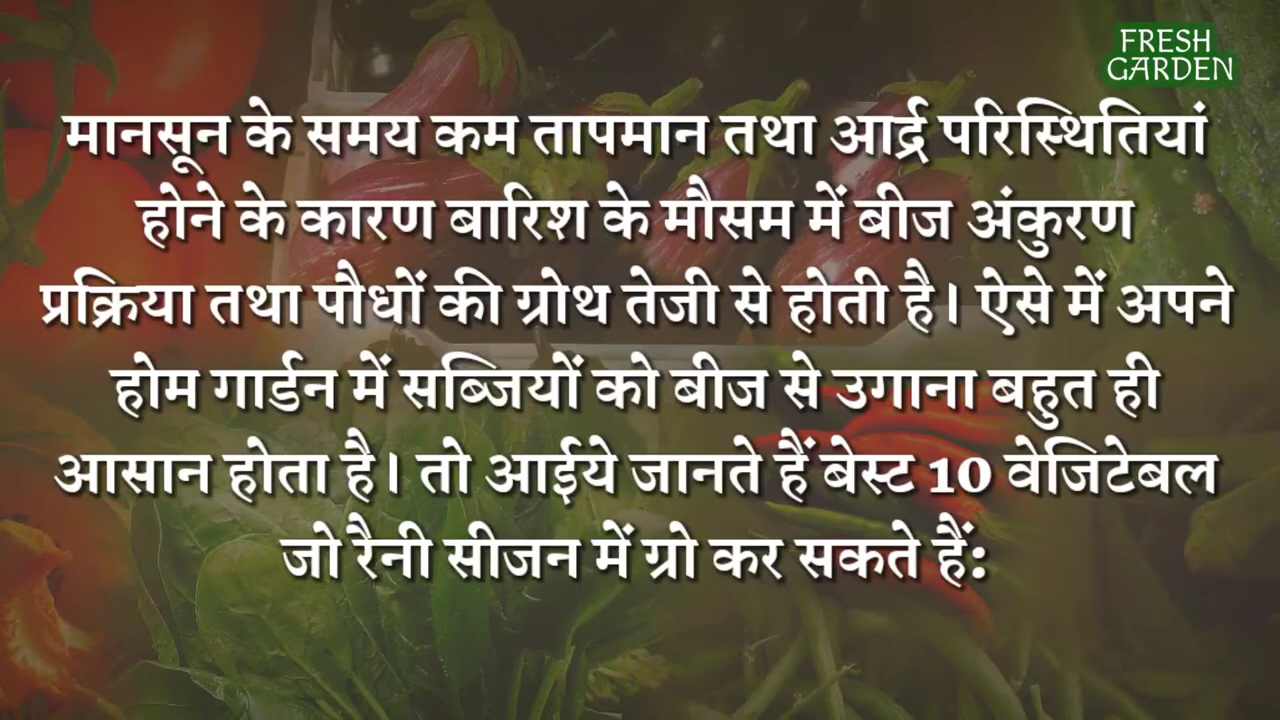 FRESH
GARDEN
मानसून के समय कम तापमान तथा आर्द्र परिस्थितियां
होने के कारण बारिश के मौसम में बीज अंकुरण
प्रक्रिया तथा पौधों की ग्रोथ तेजी से होती है। ऐसे में अपने
होम गार्डन में सब्जियों को बीज से उगाना बहुत ही
आसान होता है। तो आईये जानते हैं बेस्ट 10 वेजिटेबल
जो रैनी सीजन में ग्रो कर सकते हैं: